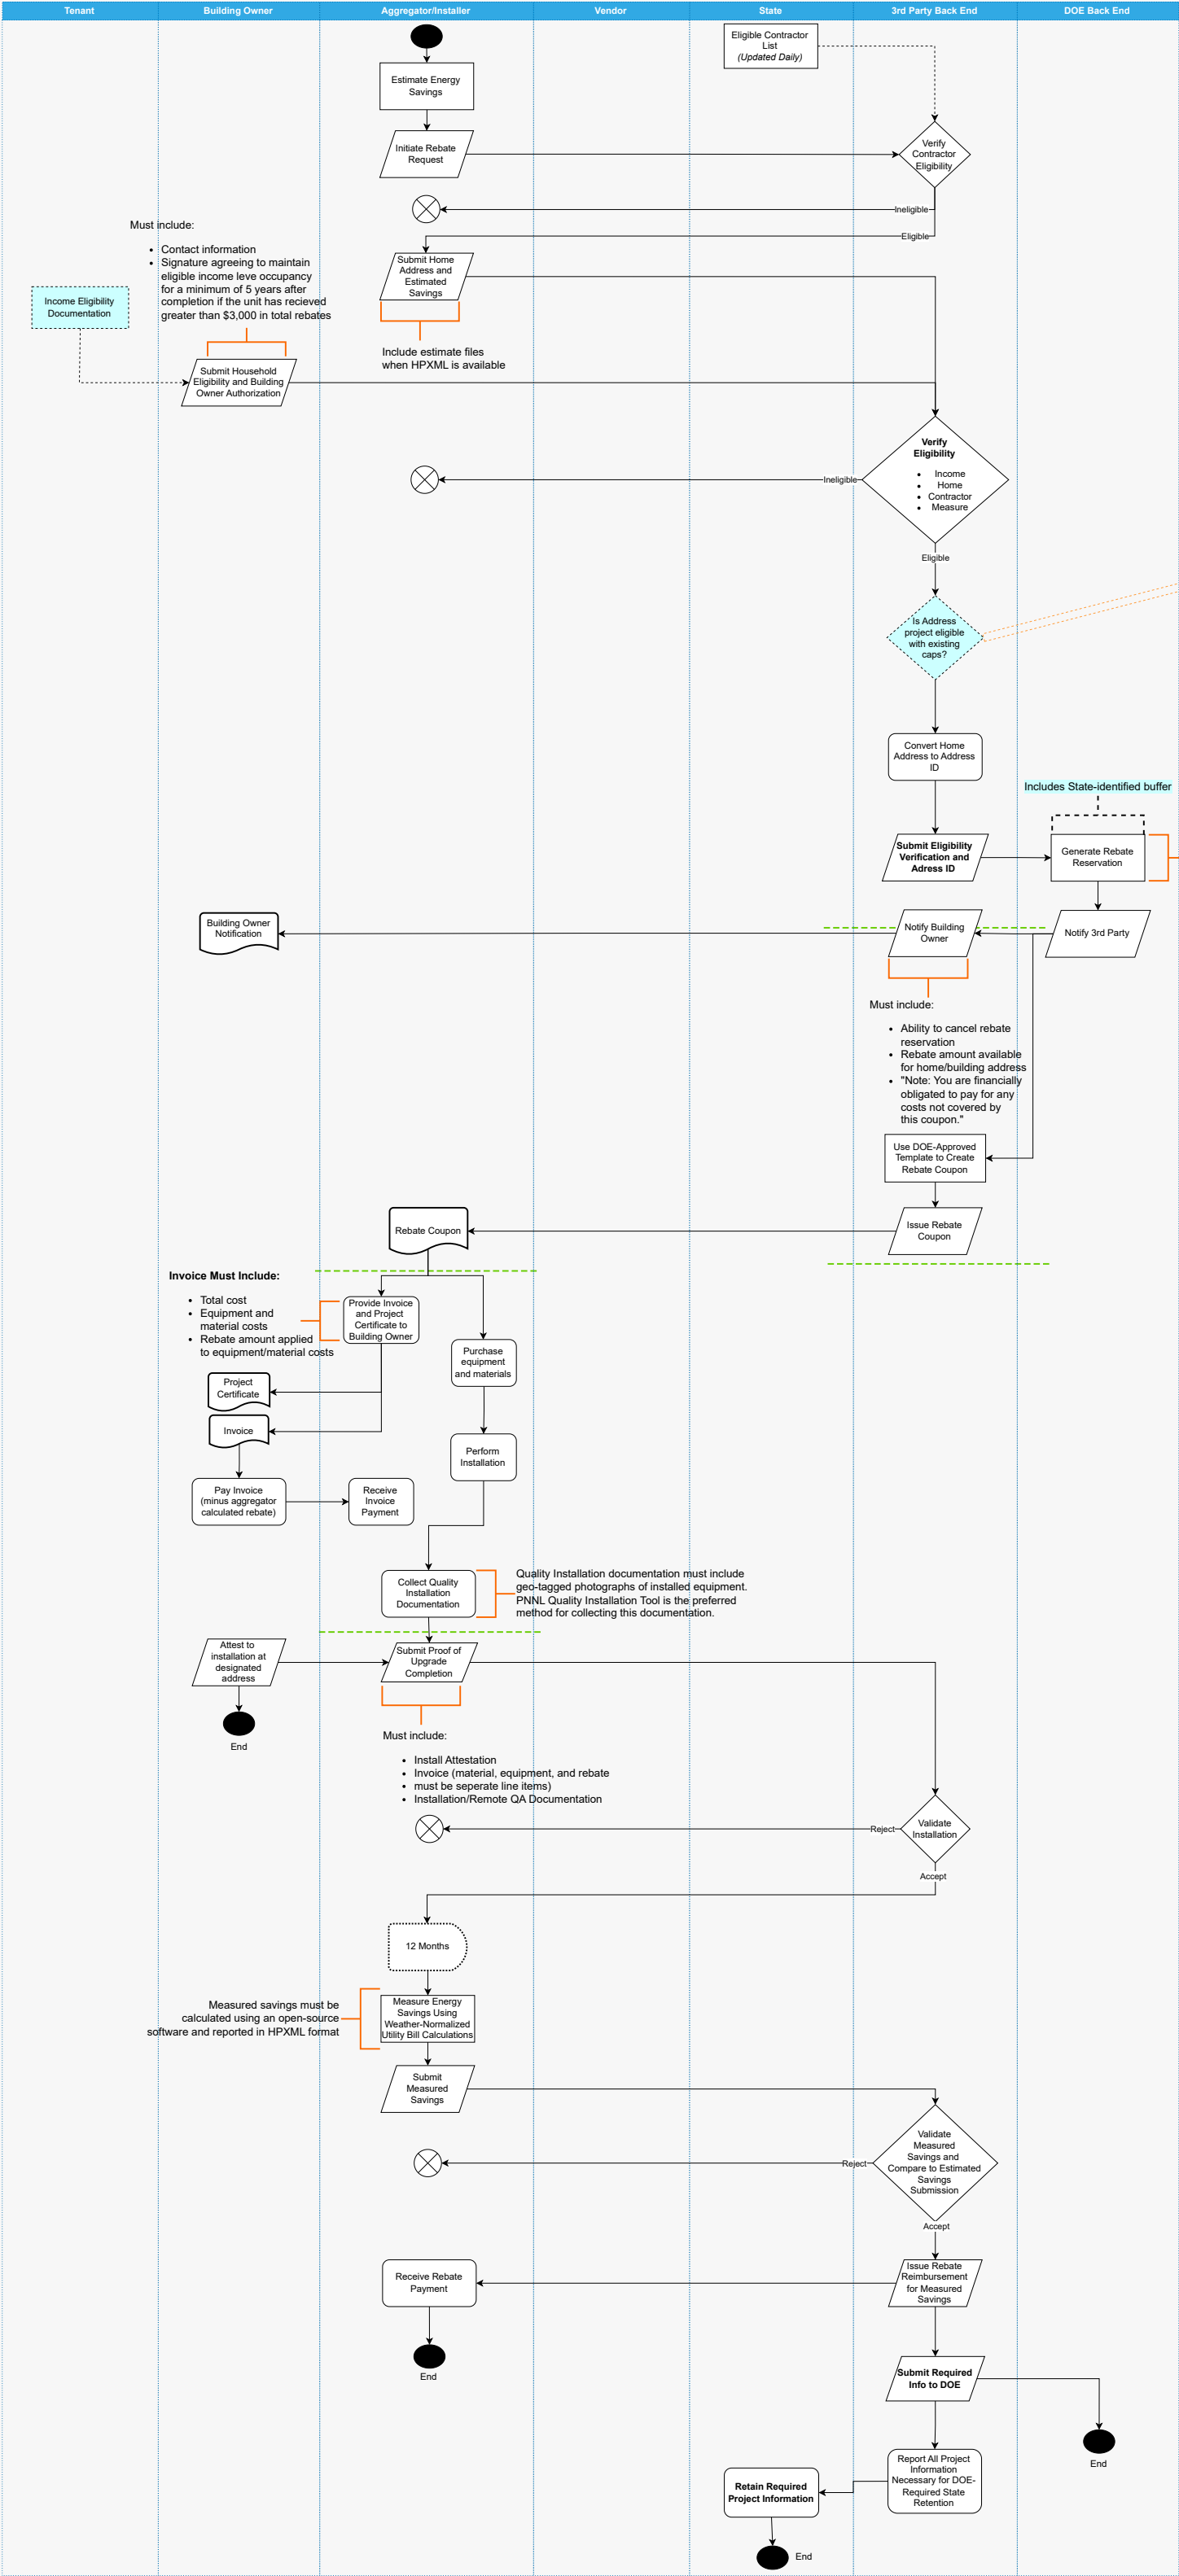 Tenant
Building Owner
Aggregator/Installer
Vendor
State
3rd Party Back End
DOE Back End
Eligible Contractor
List
(Updated Daily)
Estimate Energy
Savings
Initiate Rebate
Request
Verify
Contractor
Eligibility
Ineligible
Eligible
Must include:
• Contact information
• Signature agreeing to maintain
eligible income leve occupancy
for a minimum of 5 years after
completion if the unit has recieved
greater than $3,000 in total rebates
Submit Home
Address and
Estimated
Savings
Income Eligibility
Documentation
Include estimate files
when HPXML is available
Submit Household
Eligibility and Building
Owner Authorization
Verify
Eligibility
• Income
• Home
• Contractor
• Measure
Ineligible
Eligible
Is Address
project eligible
with existing
caps?
Convert Home
Address to Address
ID
Includes State-identified buffer
Submit Eligibility
Verification and
Adress ID
Generate Rebate
Reservation
Building Owner
Notification
Notify Building
Owner
Notify 3rd Party
Must include:
• Ability to cancel rebate
reservation
• Rebate amount available
for home/building address
• "Note: You are financially
obligated to pay for any
costs not covered by
this coupon."
Use DOE-Approved
Template to Create
Rebate Coupon
Rebate Coupon
Issue Rebate
Coupon
Invoice Must Include:
• Total cost
• Equipment and
material costs
• Rebate amount applied
to equipment/material costs
Provide Invoice
and Project
Certificate to
Building Owner
Purchase
equipment
and materials
Project
Certificate
Invoice
Perform
Installation
Pay Invoice
(minus aggregator
calculated rebate)
Receive
Invoice
Payment
Collect Quality
Installation
Documentation
Quality Installation documentation must include
geo-tagged photographs of installed equipment.
PNNL Quality Installation Tool is the preferred
method for collecting this documentation.
Attest to
installation at
designated
address
Submit Proof of
Upgrade
Completion
End
Must include:
• Install Attestation
• Invoice (material, equipment, and rebate
• must be seperate line items)
• Installation/Remote QA Documentation
Validate
Installation
Reject
Accept
12 Months
Measured savings must be
calculated using an open-source
software and reported in HPXML format
Measure Energy
Savings Using
Weather-Normalized
Utility Bill Calculations
Submit
Measured
Savings
Validate
Measured
Savings and
Compare to Estimated
Savings
Submission
Reject
Accept
Receive Rebate
Payment
Issue Rebate
Reimbursement
for Measured
Savings
End
Submit Required
Info to DOE
End
Report All Project
Information
Necessary for DOE-
Required State
Retention
Retain Required
Project Information
End